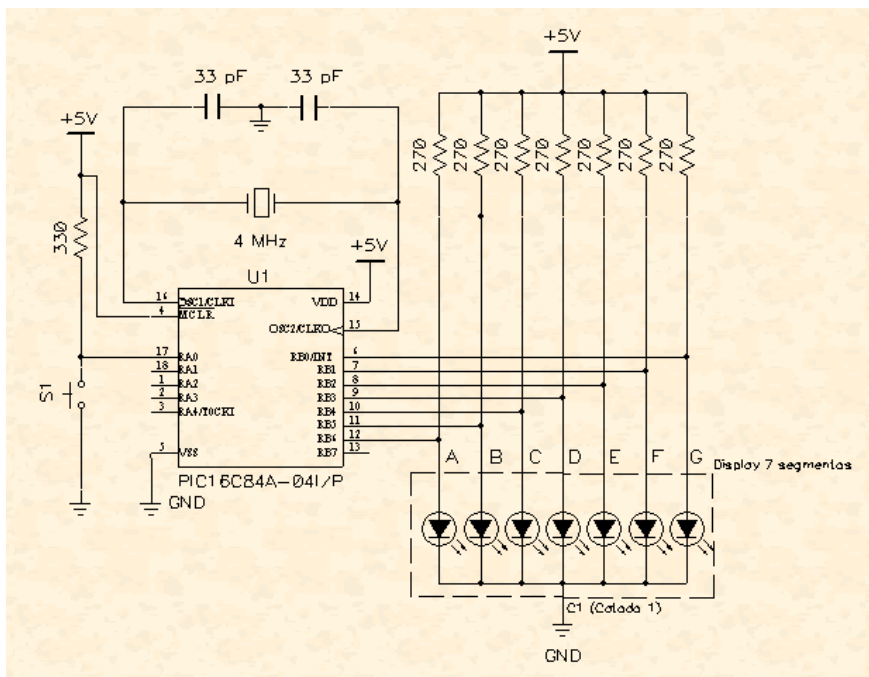 +5V
33 pF 33 pF
+5V
270 270 270 270 270 270 270
330
4 MHz
+5V
U1
16 OSC1/CLKI VDD 14
4 MCLR
OSC2/CLKO 15
17 RA0 RB0/INT 6
18 RA1 RB1 7
1 RA2 RB2 8
2 RA3 RB3 9
3 RA4/T0CKI RB4 10
RB5 11
RB6 12
5 VSS RB7 13
S1
A B C D E F G
Display 7 segmentos
PIC16C84A-04I/P
GND
C1 (Catada 1)
GND